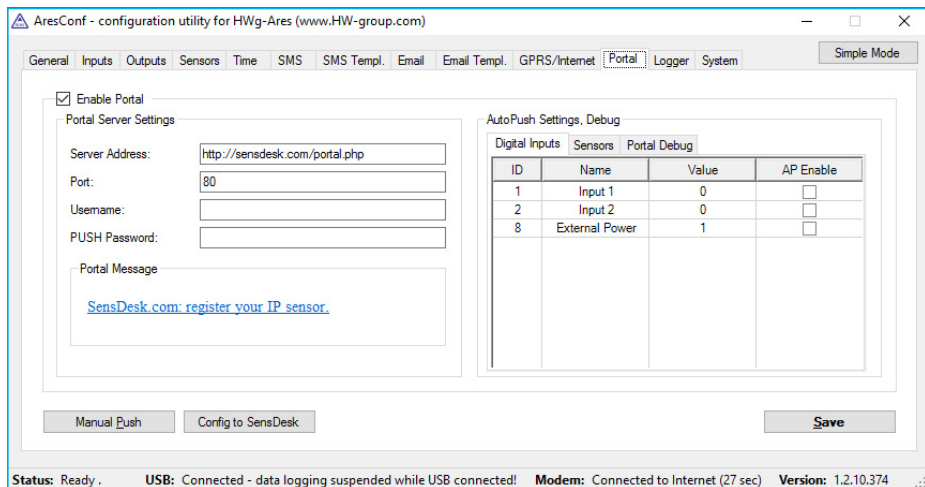 AresConf - configuration utility for HWg-Ares (www.HW-group.com)
Simple Mode
General Inputs Outputs Sensors Time SMS SMS Templ. Email Email Templ. GPRS/Internet Portal Logger System
Enable Portal
Portal Server Settings
Server Address: http://sensdesk.com/portal.php
Port: 80
Username:
PUSH Password:
Portal Message
SensDesk.com: register your IP sensor.
AutoPush Settings, Debug
Digital Inputs Sensors Portal Debug
ID Name Value AP Enable
1 Input 1 0
2 Input 2 0
8 External Power 1
Manual Push Config to SensDesk Save
Status: Ready . USB: Connected - data logging suspended while USB connected! Modem: Connected to Internet (27 sec) Version: 1.2.10.374